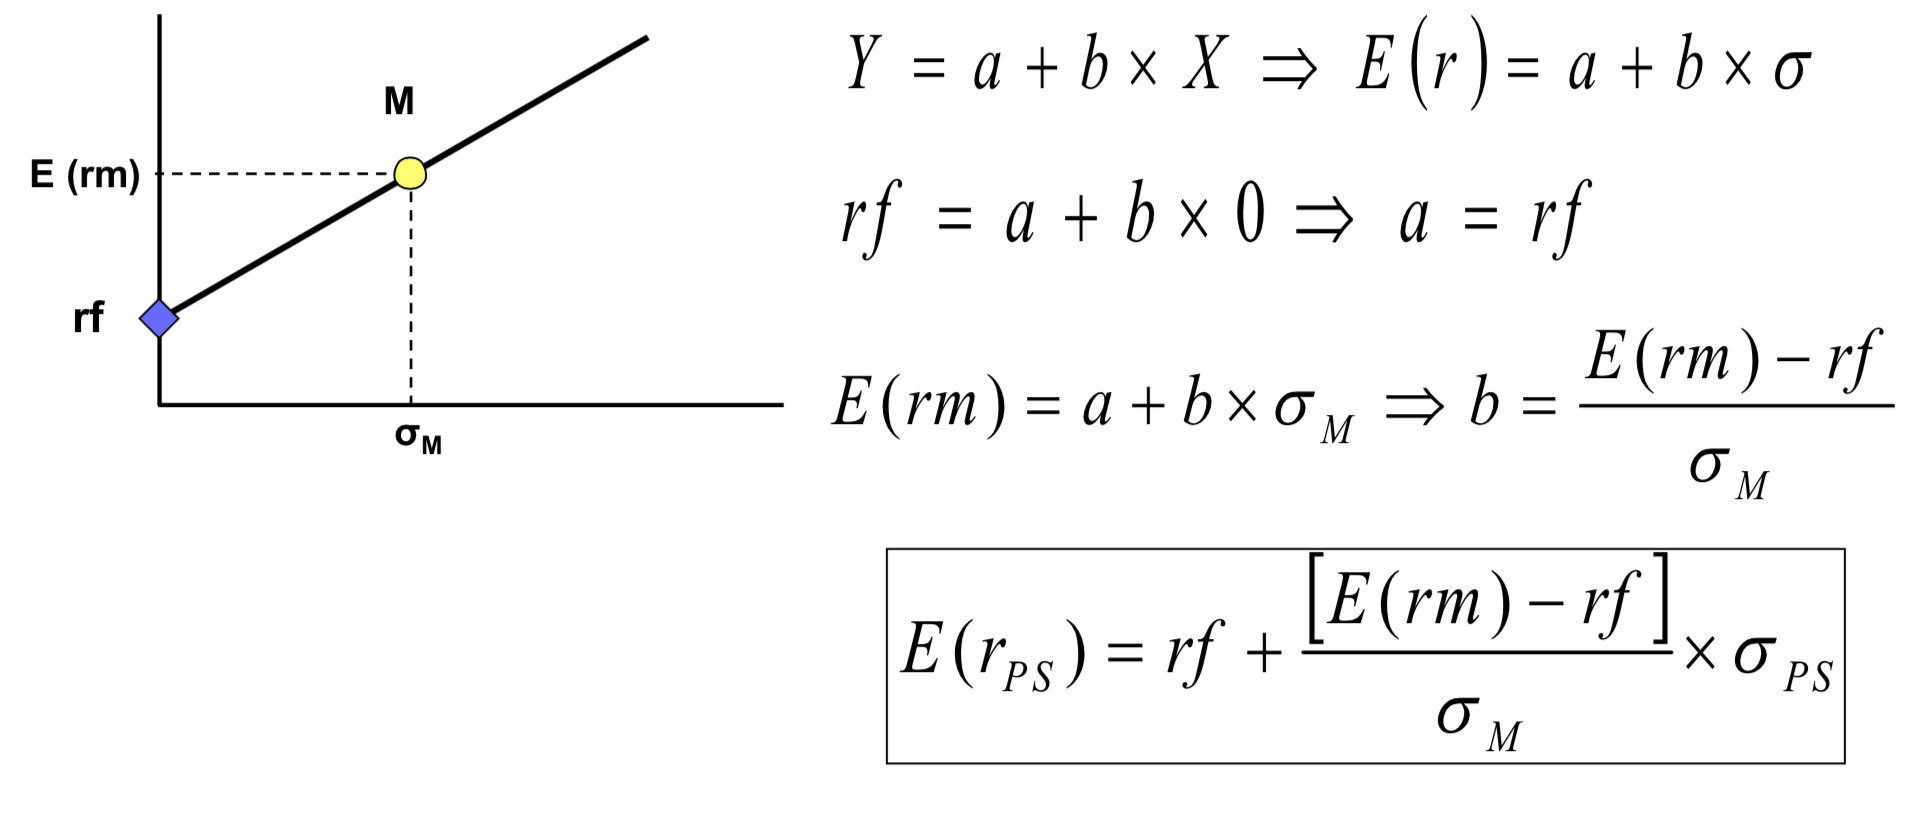 M
E (rm)
rf
σM
Y = a + b × X ⇒ E(r) = a + b × σ
rf = a + b × 0 ⇒ a = rf
E(rm) = a + b × σM ⇒ b = E(rm) − rf / σM
E(rPS) = rf + [E(rm) − rf] / σM × σPS